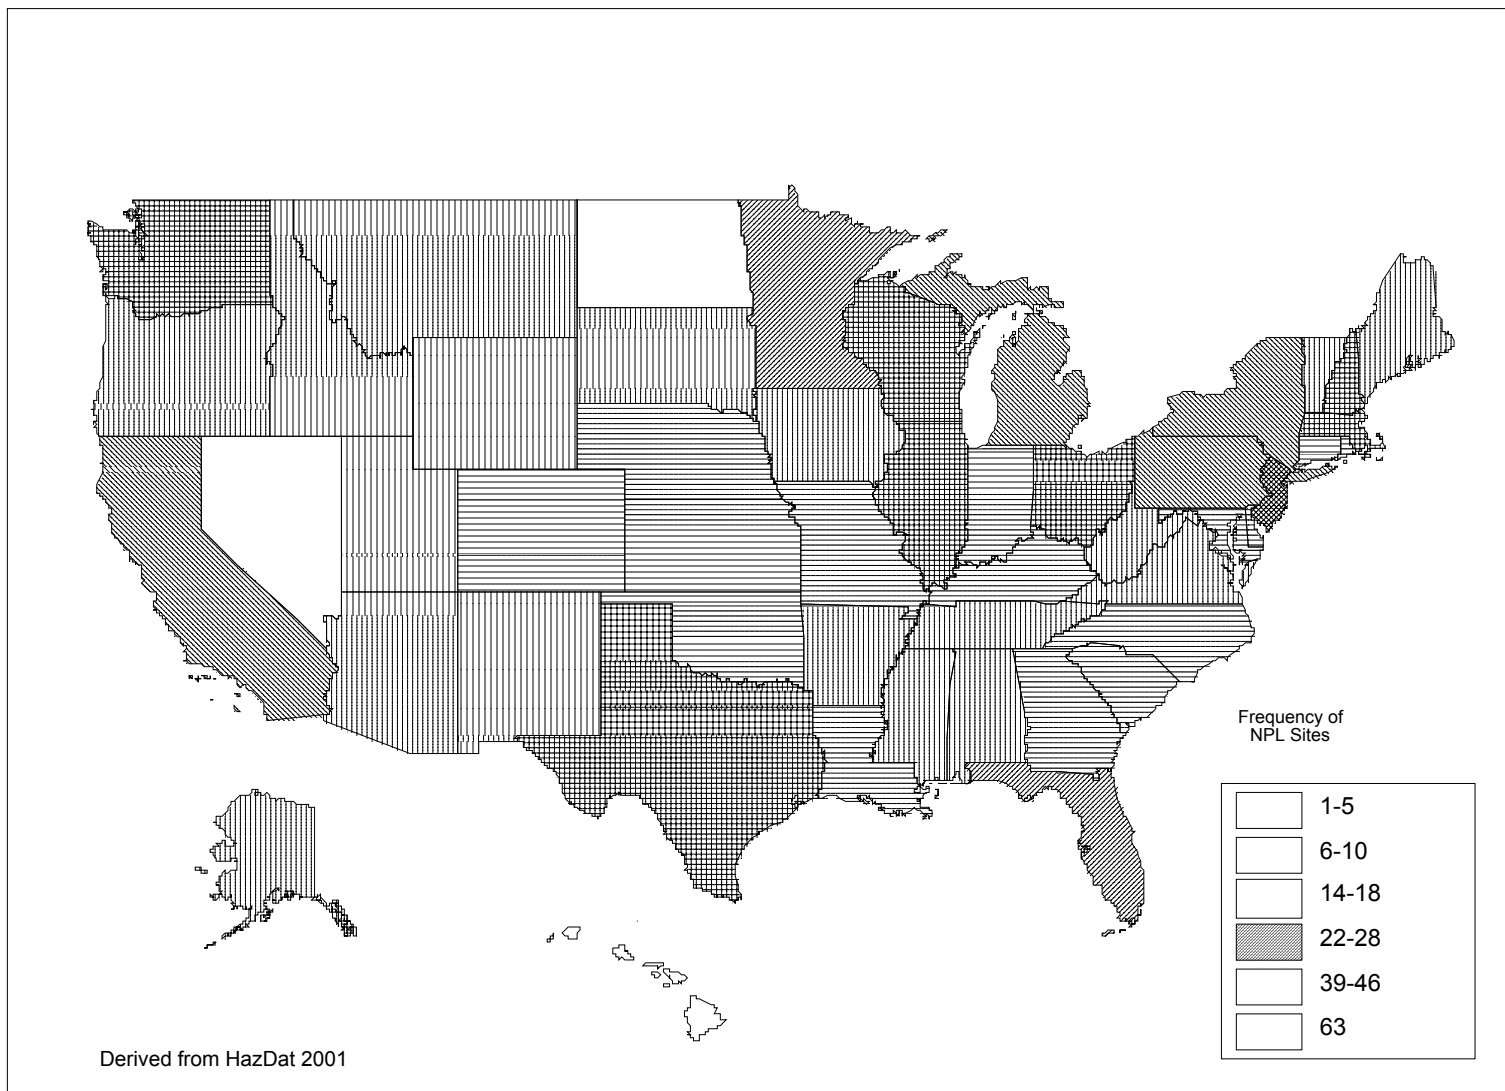 Frequency of
NPL Sites
1-5
6-10
14-18
22-28
39-46
63
Derived from HazDat 2001